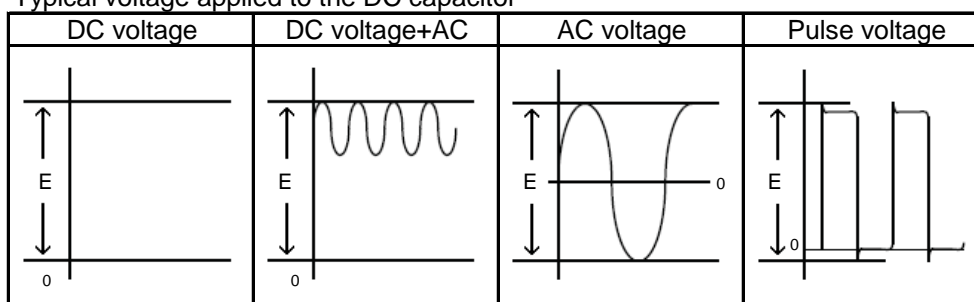 Typical voltage applied to the DC capacitor
DC voltage DC voltage+AC AC voltage Pulse voltage
E E E 0 E 0
0 0